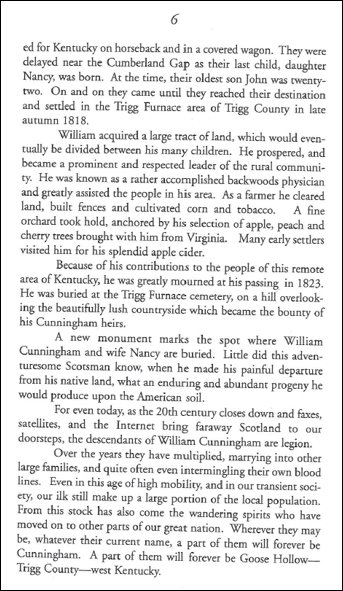 6
ed for Kentucky on horseback and in a covered wagon. They were
delayed near the Cumberland Gap as their last child, daughter
Nancy, was born. At the time, their oldest son John was twenty-
two. On and on they came until they reached their destination
and settled in the Trigg Furnace area of Trigg County in late
autumn 1818.
William acquired a large tract of land, which would even-
tually be divided between his many children. He prospered, and
became a prominent and respected leader of the rural communi-
ty. He was known as a rather accomplished backwoods physician
and greatly assisted the people in his area. As a farmer he cleared
land, built fences and cultivated corn and tobacco. A fine
orchard took hold, anchored by his selection of apple, peach and
cherry trees brought with him from Virginia. Many early settlers
visited him for his splendid apple cider.
Because of his contributions to the people of this remote
area of Kentucky, he was greatly mourned at his passing in 1823.
He was buried at the Trigg Furnace cemetery, on a hill overlook-
ing the beautifully lush countryside which became the bounty of
his Cunningham heirs.
A new monument marks the spot where William
Cunningham and wife Nancy are buried. Little did this adven-
turesome Scotsman know, when he made his painful departure
from his native land, what an enduring and abundant progeny he
would produce upon the American soil.
For even today, as the 20th century closes down and faxes,
satellites, and the Internet bring faraway Scotland to our
doorsteps, the descendants of William Cunningham are legion.
Over the years they have multiplied, marrying into other
large families, and quite often even intermingling their own blood
lines. Even in this age of high mobility, and in our transient soci-
ety, our ilk still make up a large portion of the local population.
From this stock has also come the wandering spirits who have
moved on to other parts of our great nation. Wherever they may
be, whatever their current name, a part of them will forever be
Cunningham. A part of them will forever be Goose Hollow—
Trigg County—west Kentucky.